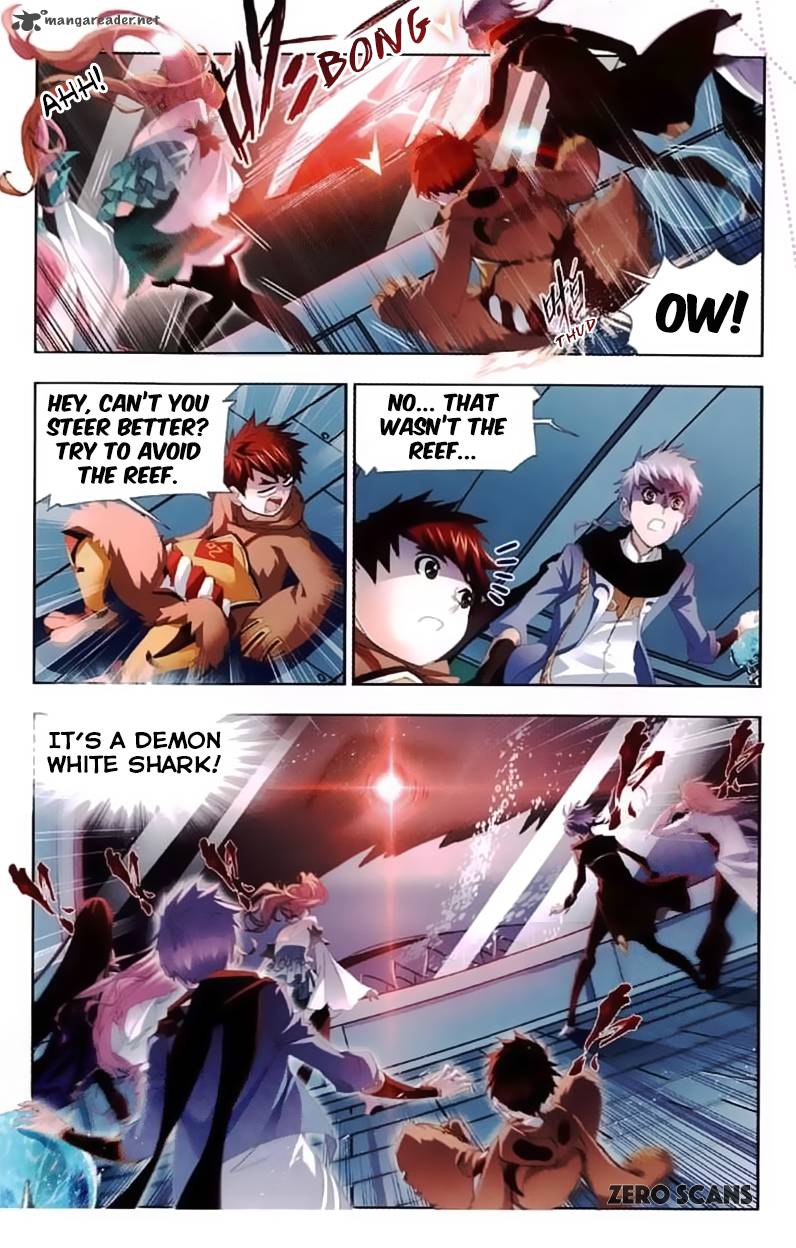 mangareader.net
AHH!
BONG
THUD
OW!
HEY, CAN'T YOU
STEER BETTER?
TRY TO AVOID
THE REEF.
NO... THAT
WASN'T THE
REEF...
IT'S A DEMON
WHITE SHARK!
ZERO SCANS